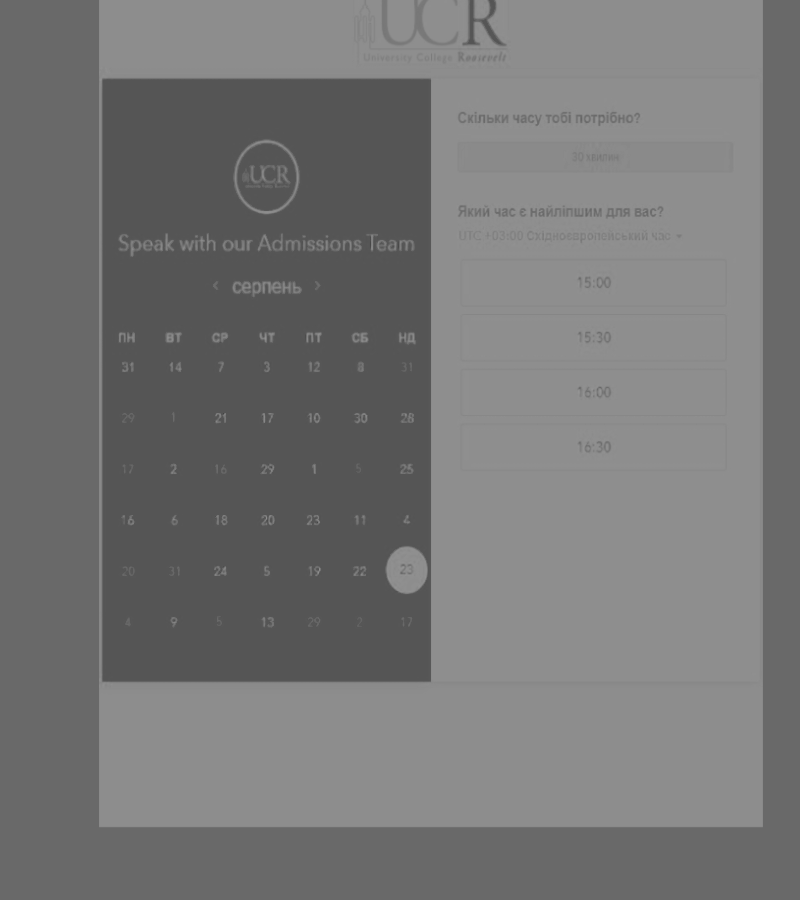 UCR
University College Roosevelt
UCR
Speak with our Admissions Team
< серпень >
ПН ВТ СР ЧТ ПТ СБ НД
31 14 7 3 12 8 31
29 1 21 17 10 30 28
17 2 16 29 1 5 25
16 6 18 20 23 11 4
20 31 24 5 19 22 23
4 9 5 13 29 2 17
Скільки часу тобі потрібно?
30 хвилин
Який час є найліпшим для вас?
UTC +03:00 Східноєвропейський час
15:00
15:30
16:00
16:30